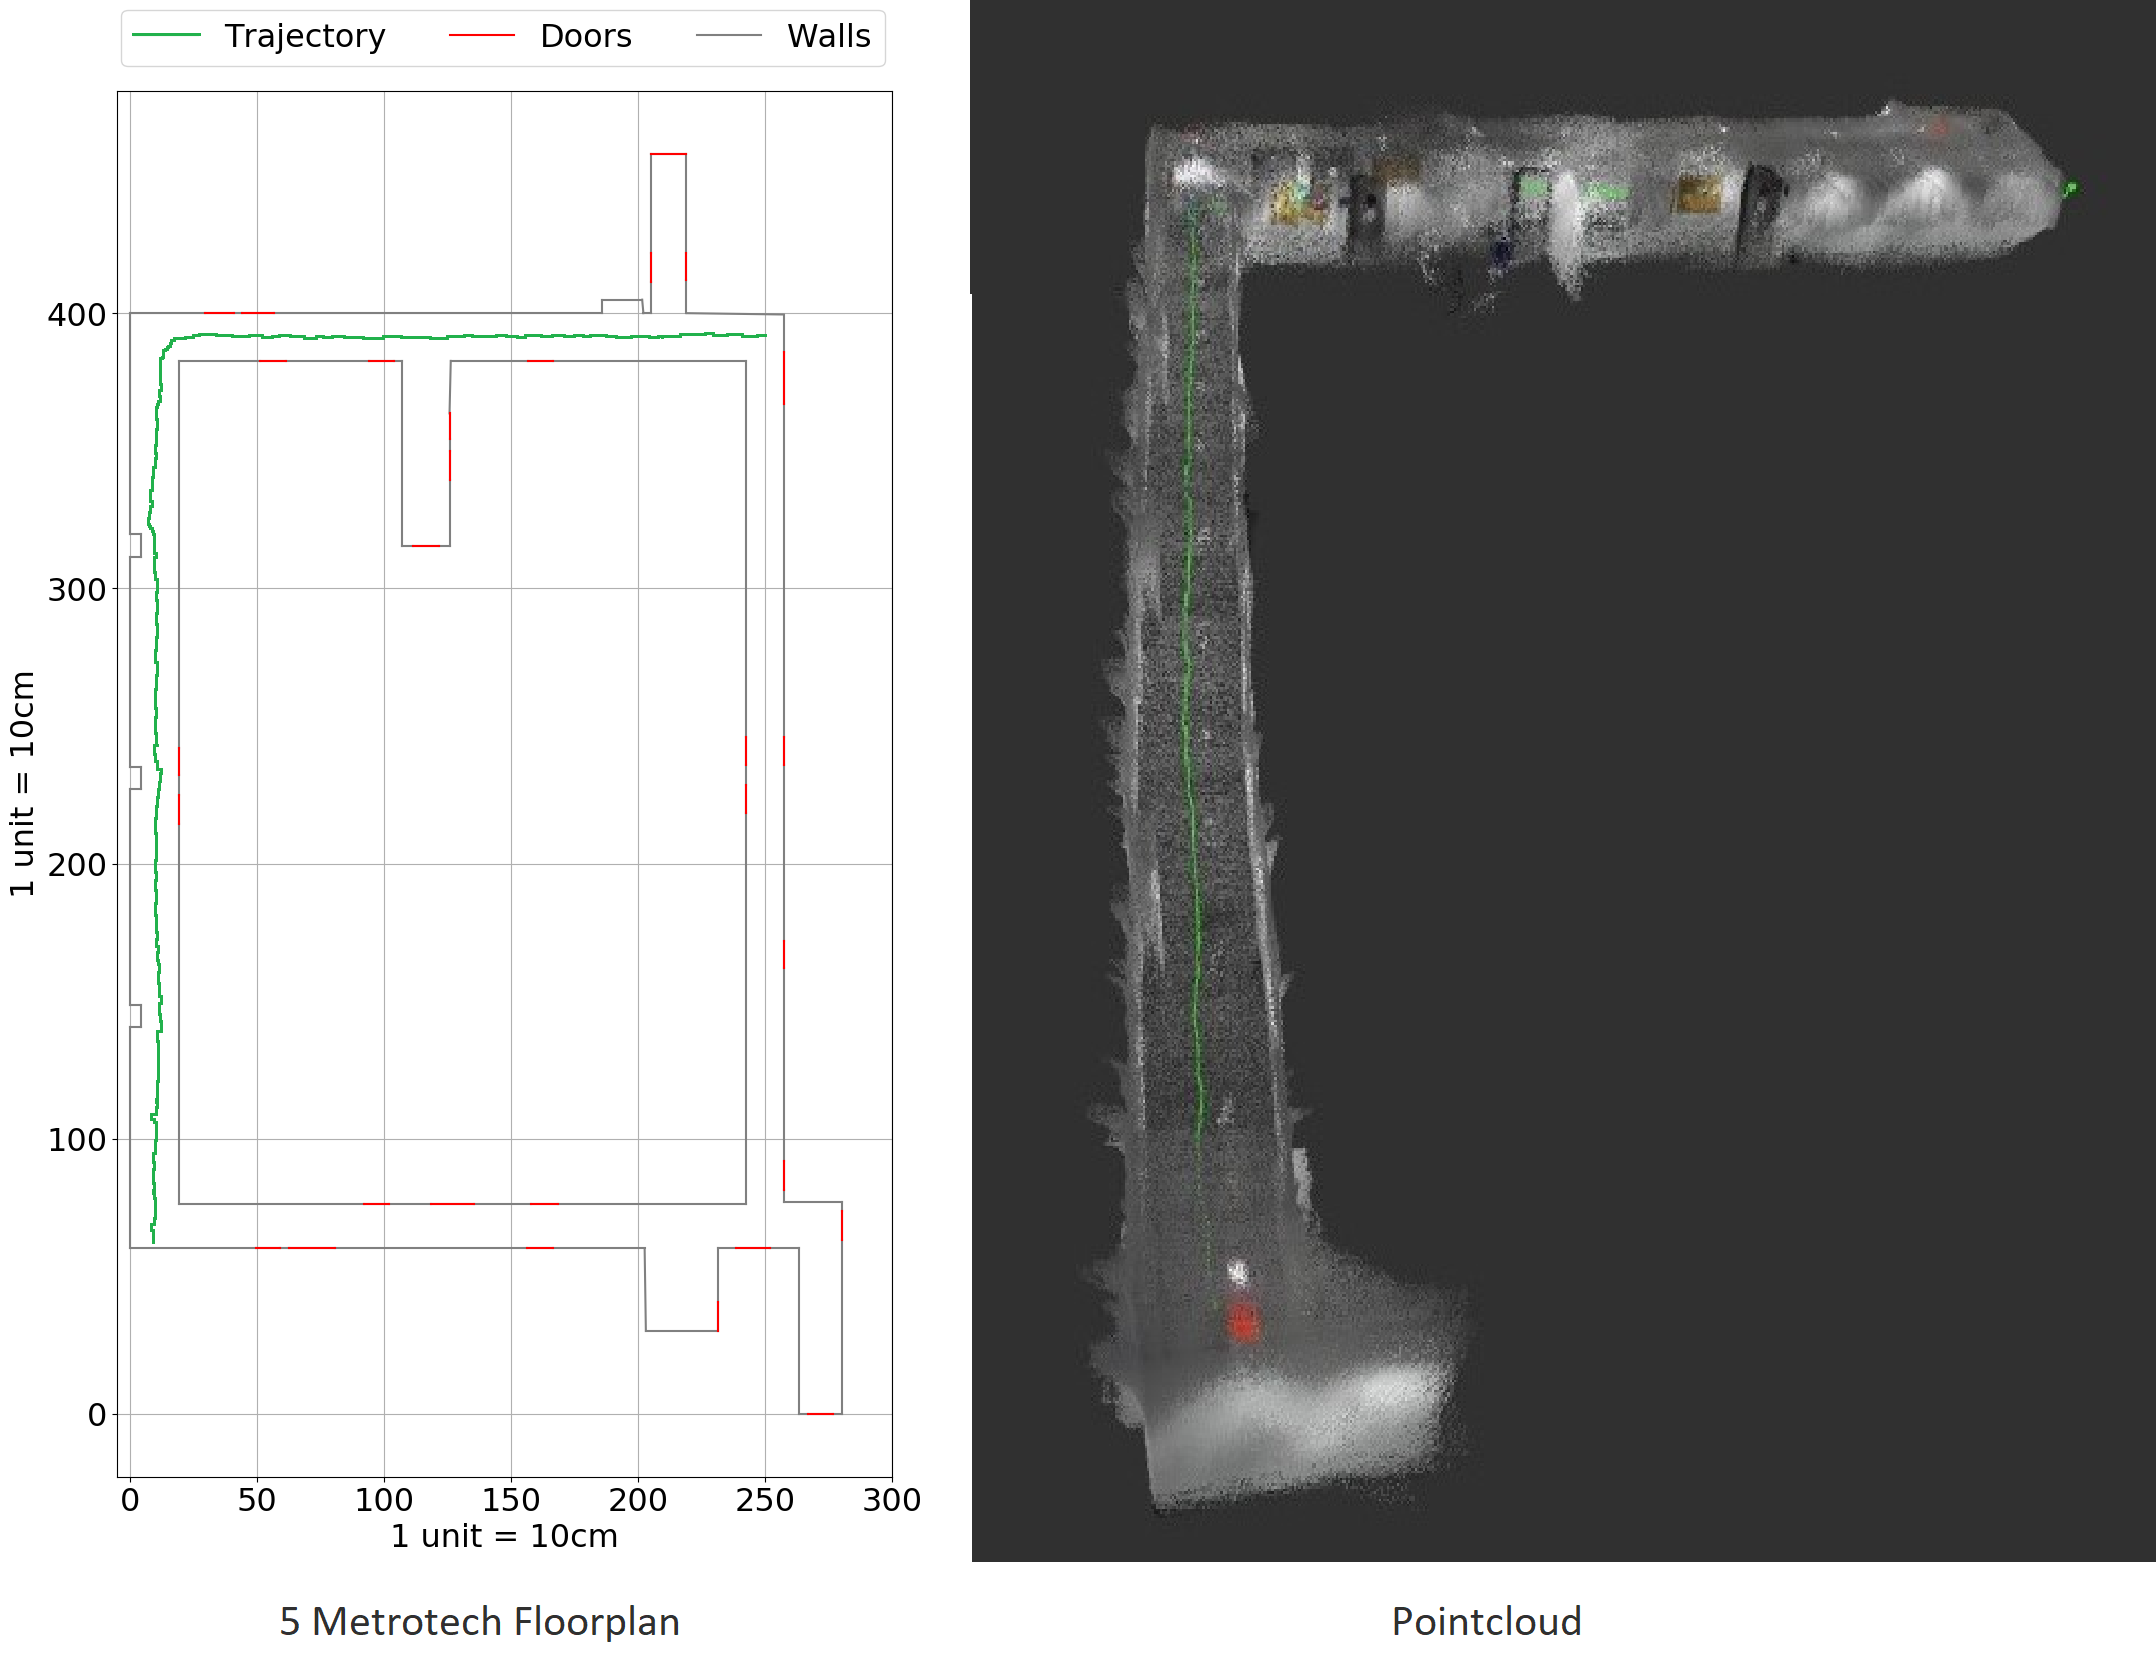 Trajectory Doors Walls
400
300
200
100
0
1 unit = 10cm
0 50 100 150 200 250 300
1 unit = 10cm
5 Metrotech Floorplan
Pointcloud